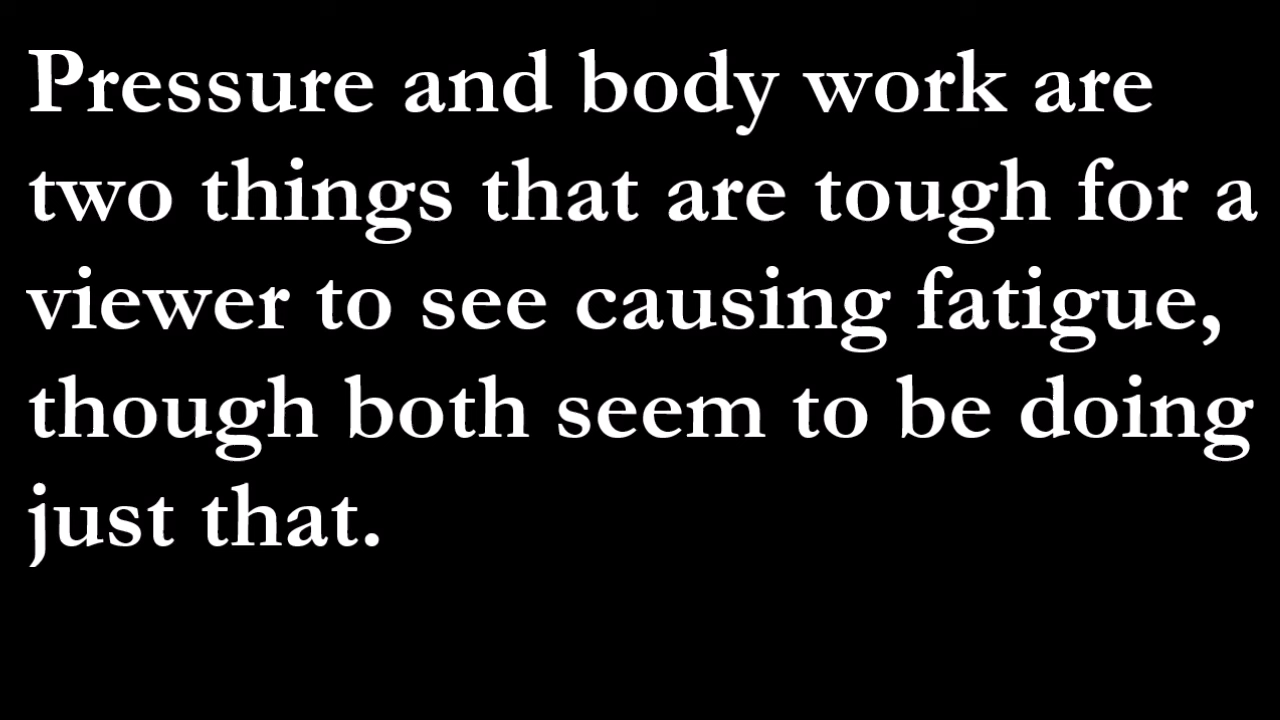 Pressure and body work are
two things that are tough for a
viewer to see causing fatigue,
though both seem to be doing
just that.